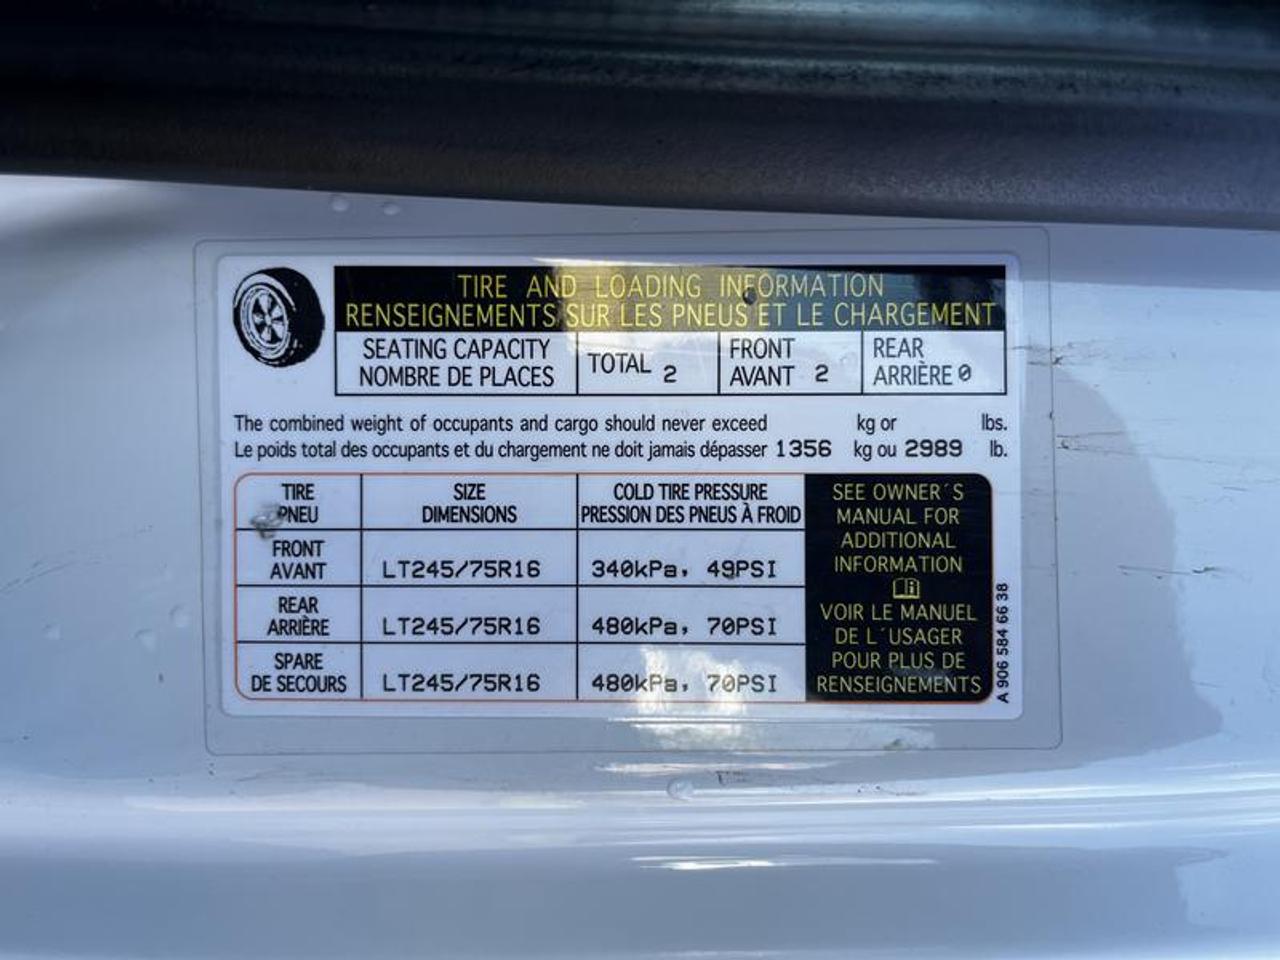 TIRE AND LOADING INFORMATION
RENSEIGNEMENTS SUR LES PNEUS ET LE CHARGEMENT
SEATING CAPACITY
NOMBRE DE PLACES
TOTAL 2
FRONT
AVANT 2
REAR
ARRIÈRE 0
The combined weight of occupants and cargo should never exceed kg or lbs.
Le poids total des occupants et du chargement ne doit jamais dépasser 1356 kg ou 2989 lb.
TIRE
PNEU
SIZE
DIMENSIONS
COLD TIRE PRESSURE
PRESSION DES PNEUS À FROID
FRONT
AVANT
LT245/75R16
340kPa, 49PSI
REAR
ARRIÈRE
LT245/75R16
480kPa, 70PSI
SPARE
DE SECOURS
LT245/75R16
480kPa, 70PSI
SEE OWNER´S
MANUAL FOR
ADDITIONAL
INFORMATION
VOIR LE MANUEL
DE L´USAGER
POUR PLUS DE
RENSEIGNEMENTS
A 906 584 66 38